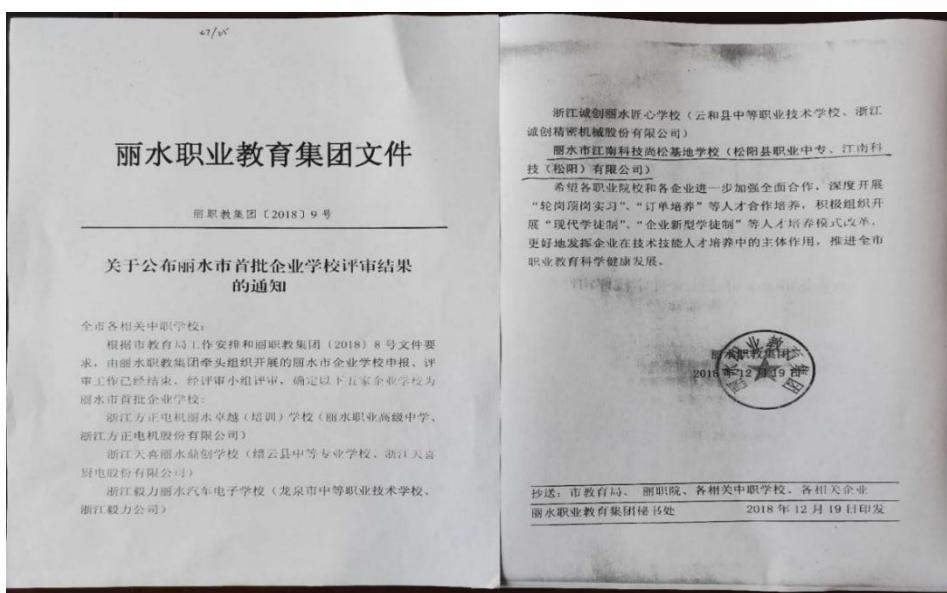 丽水职业教育集团文件
丽职教集团〔2018〕9 号
关于公布丽水市首批企业学校评审结果
的通知
全市各相关中职学校：
根据市教育局工作安排和丽职教集团〔2018〕8 号文件要
求，由丽水职教集团牵头组织开展的丽水市企业学校申报、评
审工作已经结束，经评审小组评审，确定以下五家企业学校为
丽水市首批企业学校：
浙江方正电机丽水卓越（培训）学校（丽水职业高级中学、
浙江方正电机股份有限公司）
浙江天喜丽水鼎创学校（缙云县中等专业学校、浙江天喜
厨电股份有限公司）
浙江毅力丽水汽车电子学校（龙泉市中等职业技术学校、
浙江毅力公司）
浙江诚创丽水匠心学校（云和县中等职业技术学校、浙江
诚创精密机械股份有限公司）
丽水市江南科技尚松基地学校（松阳县职业中专、江南科
技（松阳）有限公司）
希望各职业院校和各企业进一步加强全面合作，深度开展
“轮岗顶岗实习”、“订单培养”等人才合作培养，积极组织开
展“现代学徒制”、“企业新型学徒制”等人才培养模式改革，
更好地发挥企业在技术技能人才培养中的主体作用，推进全市
职业教育科学健康发展。
丽水职教集团
2018 年 12 月 19 日
丽水职业教育集团
抄送：市教育局、丽职院、各相关中职学校、各相关企业
丽水职业教育集团秘书处 2018 年 12 月 19 日印发